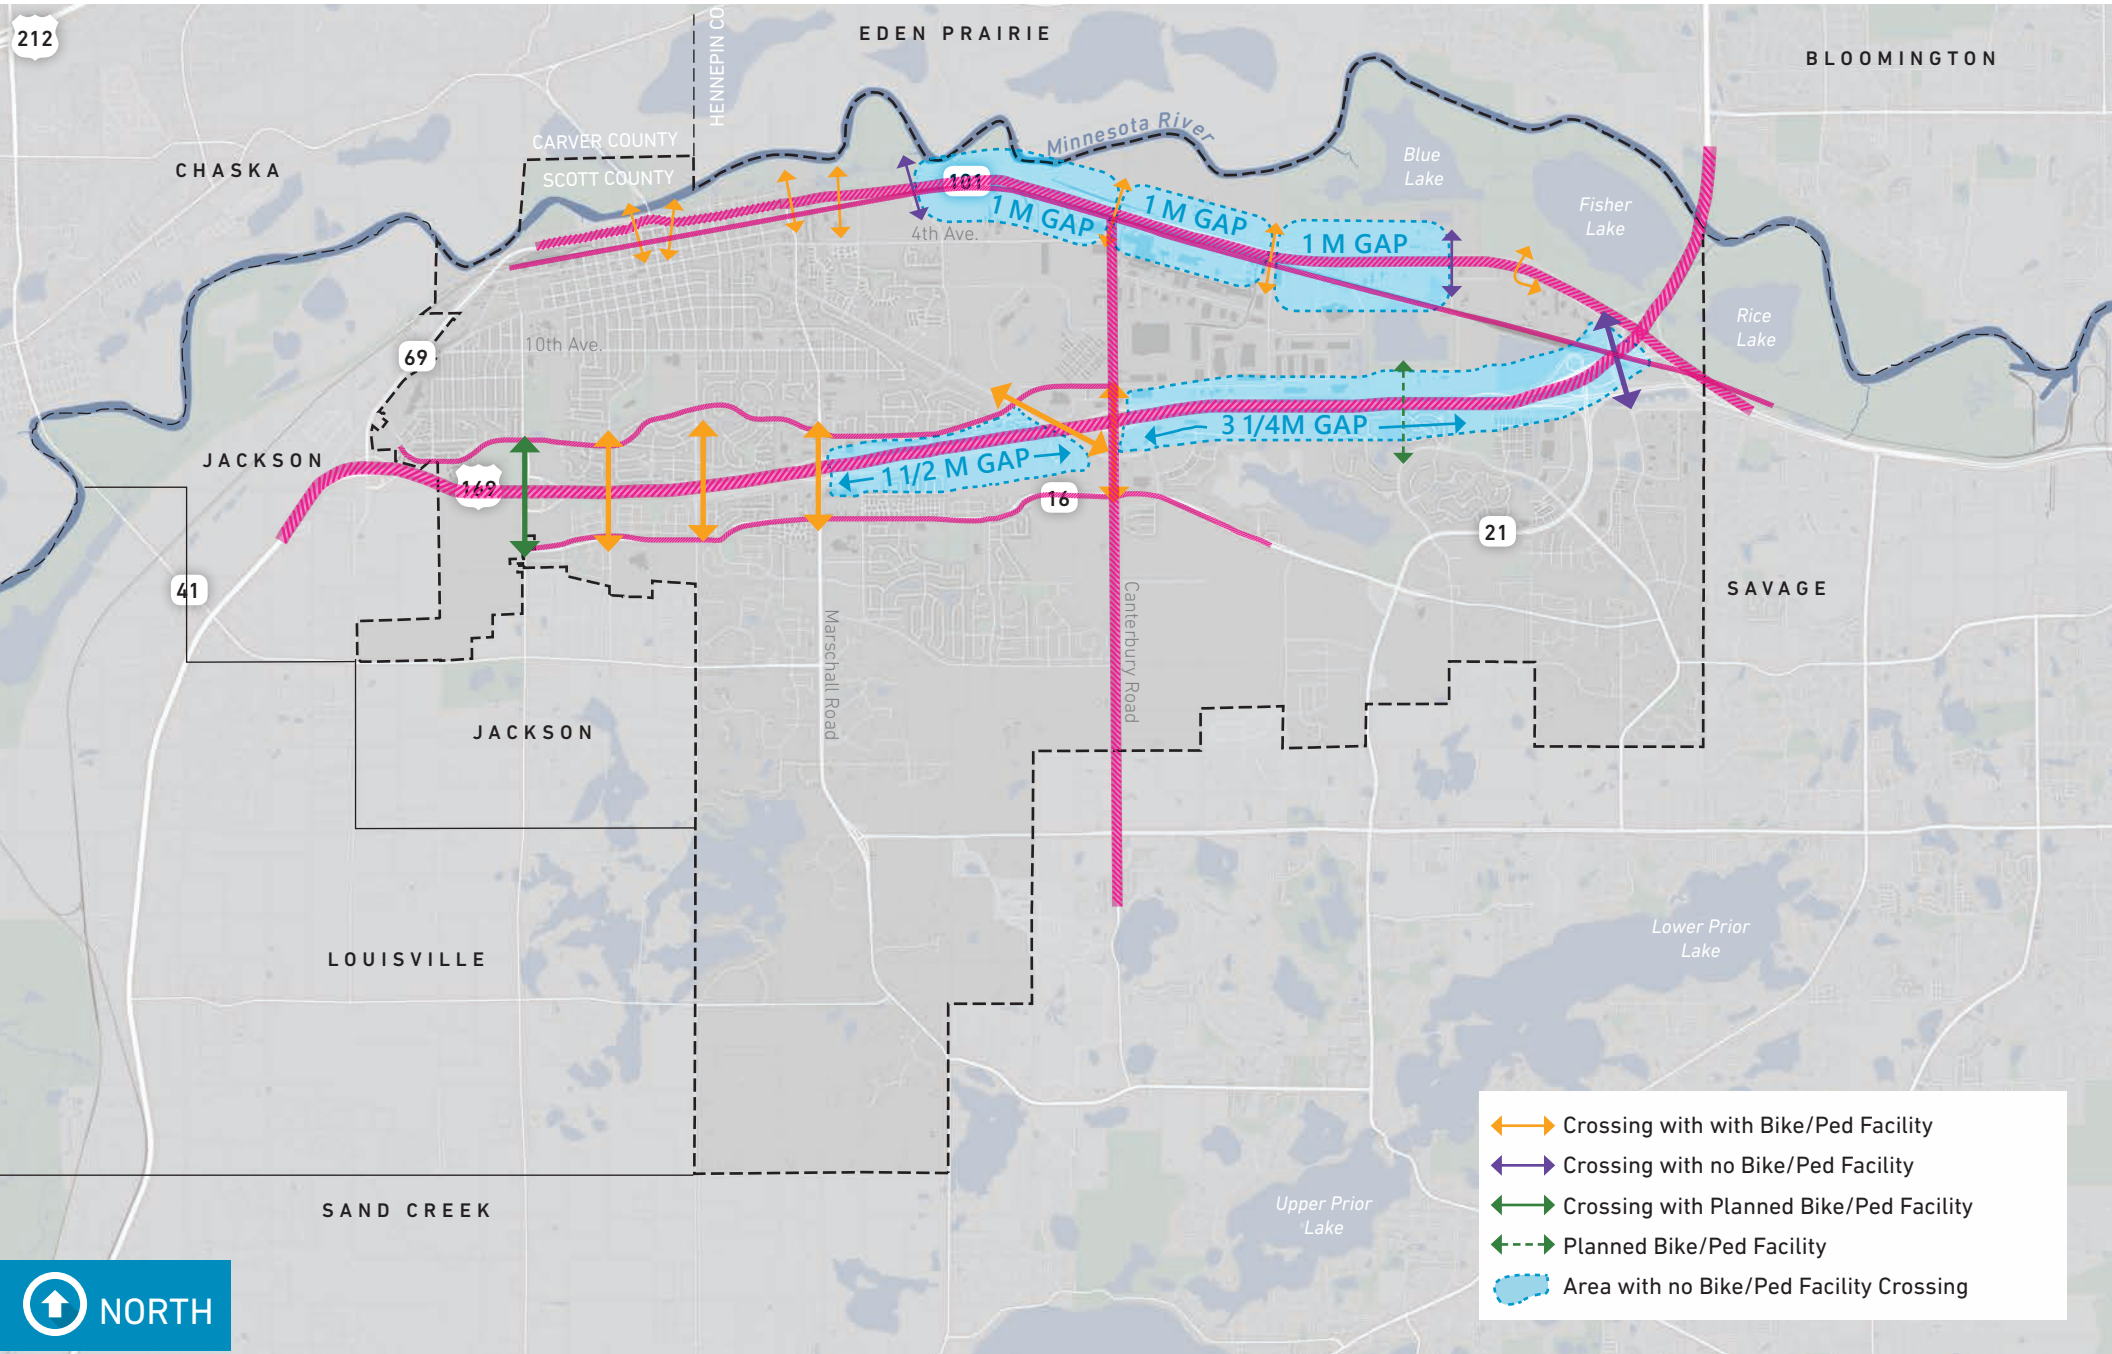 212
EDEN PRAIRIE
BLOOMINGTON
HENNEPIN CO.
CARVER COUNTY
SCOTT COUNTY
CHASKA
Minnesota River
Blue
Lake
Fisher
Lake
Rice
Lake
101
1 M GAP
1 M GAP
1 M GAP
4th Ave.
10th Ave.
69
JACKSON
169
1 1/2 M GAP
3 1/4M GAP
16
21
41
SAVAGE
Marschall Road
Canterbury Road
JACKSON
LOUISVILLE
Lower Prior
Lake
SAND CREEK
Upper Prior
Lake
Crossing with with Bike/Ped Facility
Crossing with no Bike/Ped Facility
Crossing with Planned Bike/Ped Facility
Planned Bike/Ped Facility
Area with no Bike/Ped Facility Crossing
NORTH